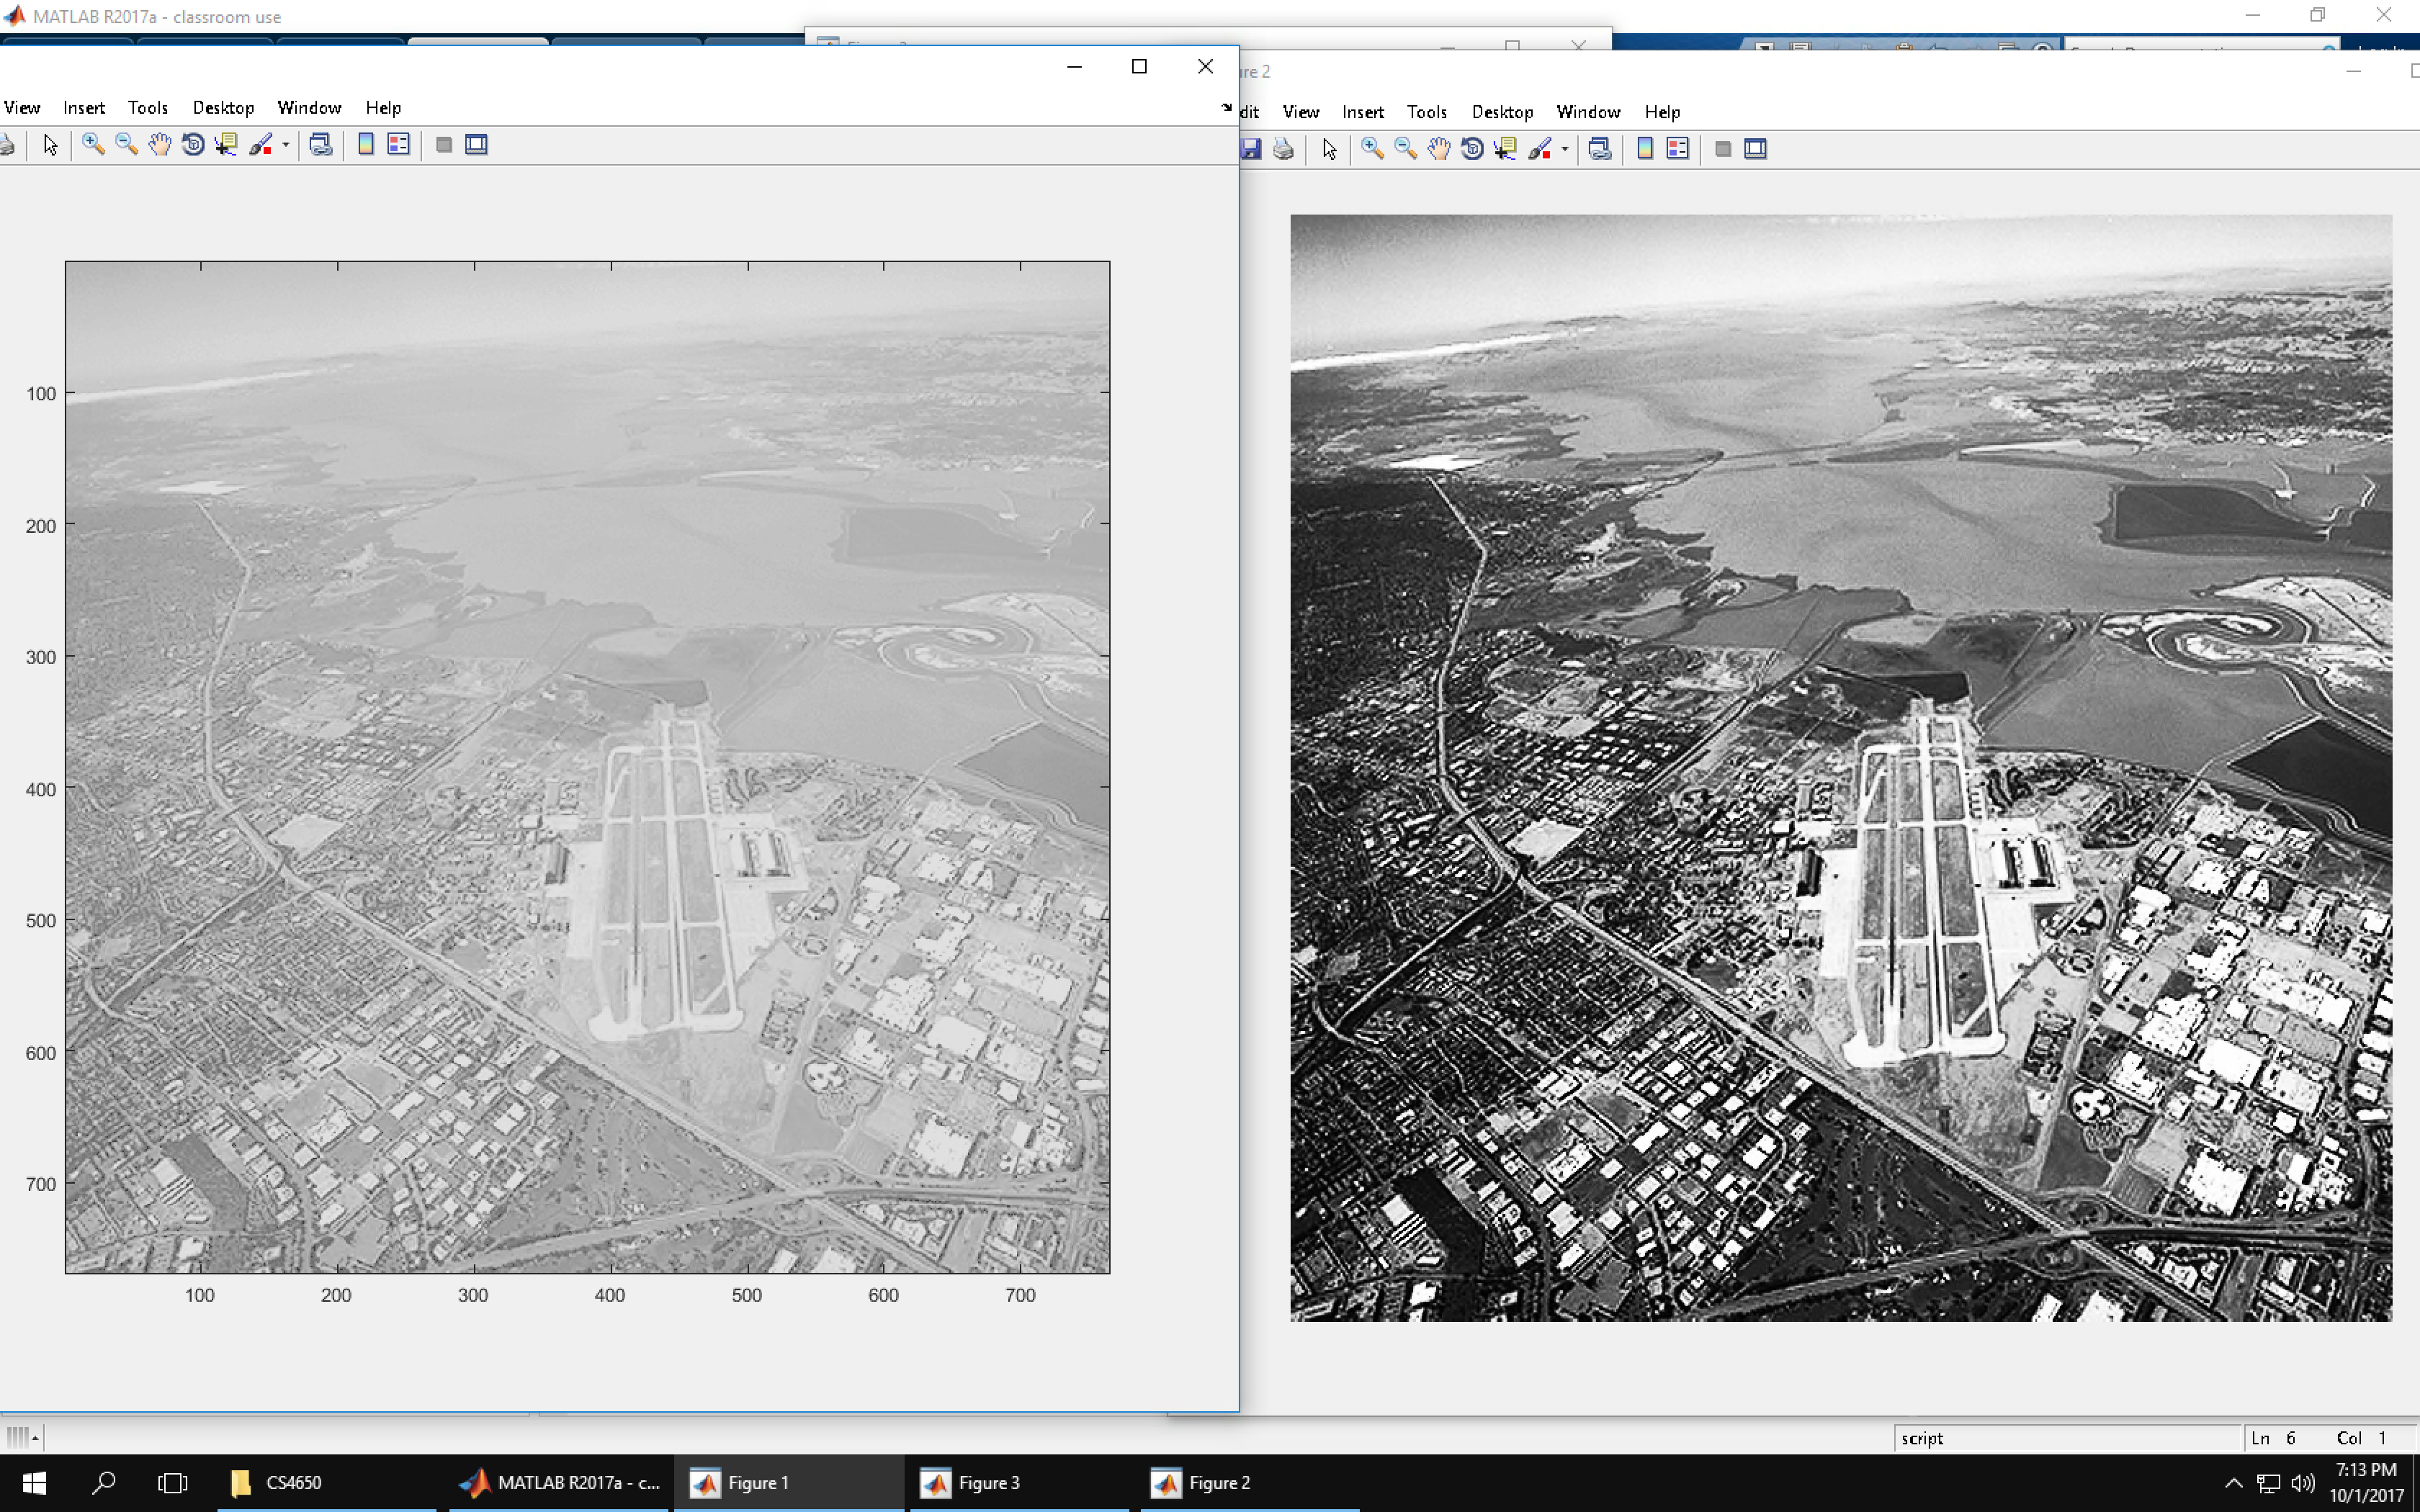 MATLAB R2017a - classroom use
View Insert Tools Desktop Window Help
re 2
dit View Insert Tools Desktop Window Help
100
200
300
400
500
600
700
100 200 300 400 500 600 700
script
Ln 6 Col 1
CS4650
MATLAB R2017a - c...
Figure 1
Figure 3
Figure 2
7:13 PM
10/1/2017